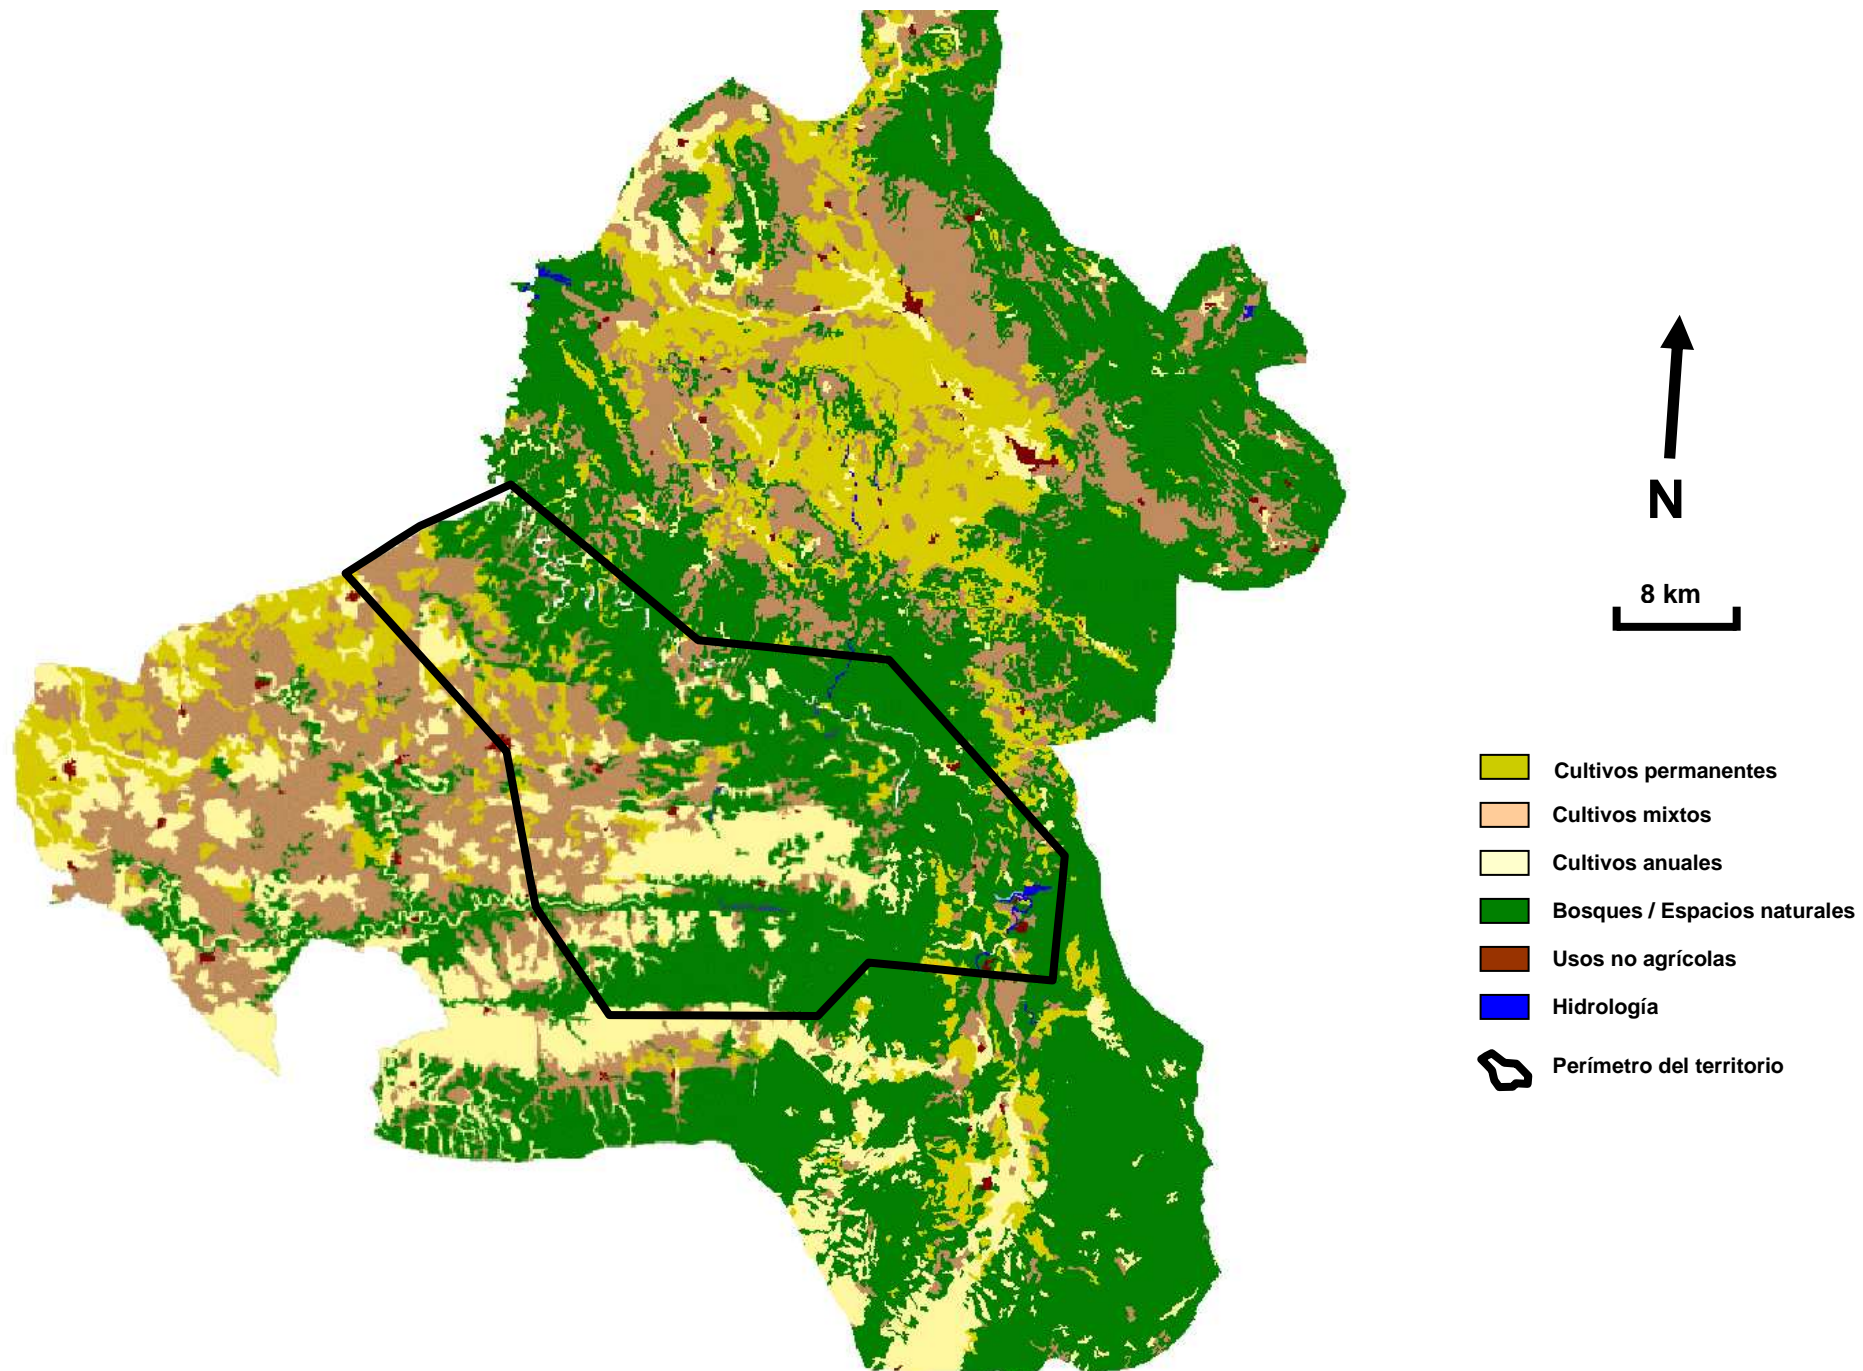 N
8 km
Cultivos permanentes
Cultivos mixtos
Cultivos anuales
Bosques / Espacios naturales
Usos no agrícolas
Hidrología
Perímetro del territorio